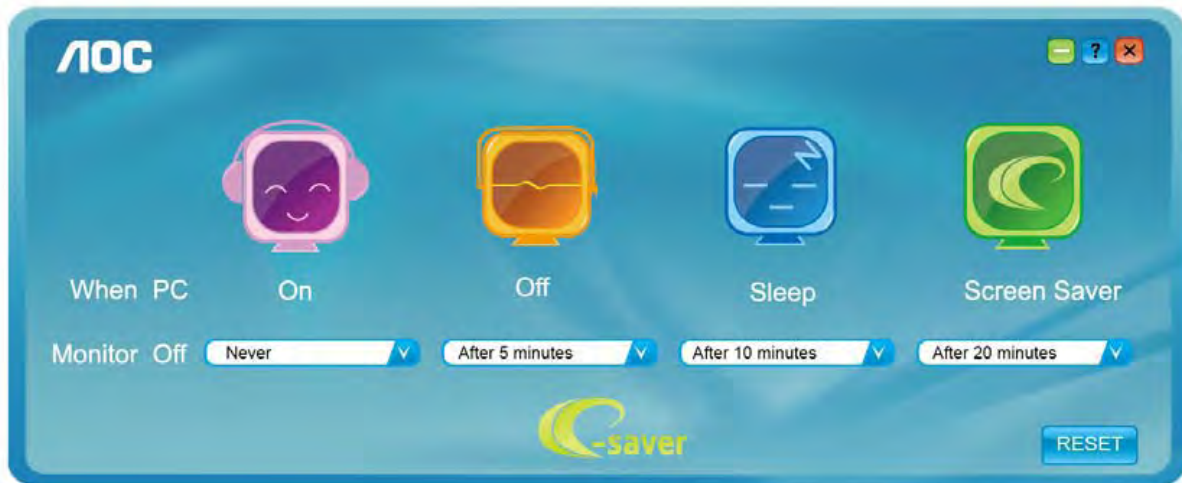 AOC
?
When PC On Off Sleep Screen Saver
Monitor Off Never After 5 minutes After 10 minutes After 20 minutes
e-saver
RESET